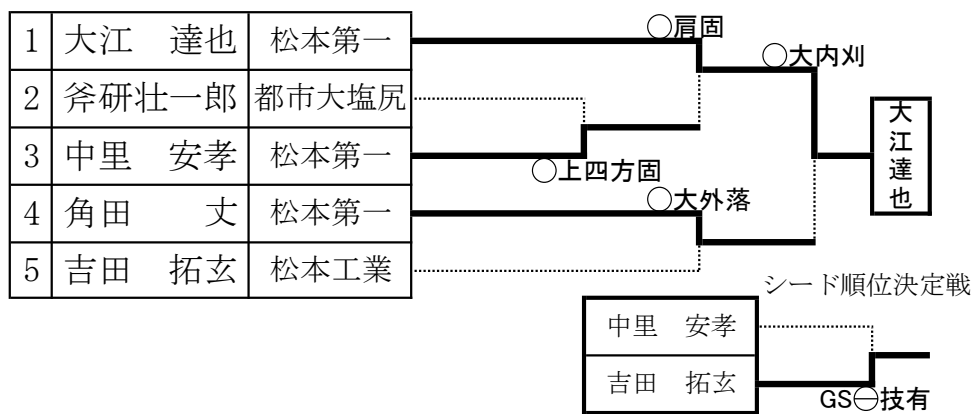 ○肩固
○大内刈
1 大江 達也 松本第一
2 斧研壮一郎 都市大塩尻
大江達也
3 中里 安孝 松本第一
○上四方固
○大外落
4 角田 丈 松本第一
5 吉田 拓玄 松本工業
シード順位決定戦
中里 安孝
吉田 拓玄
GS㊀技有